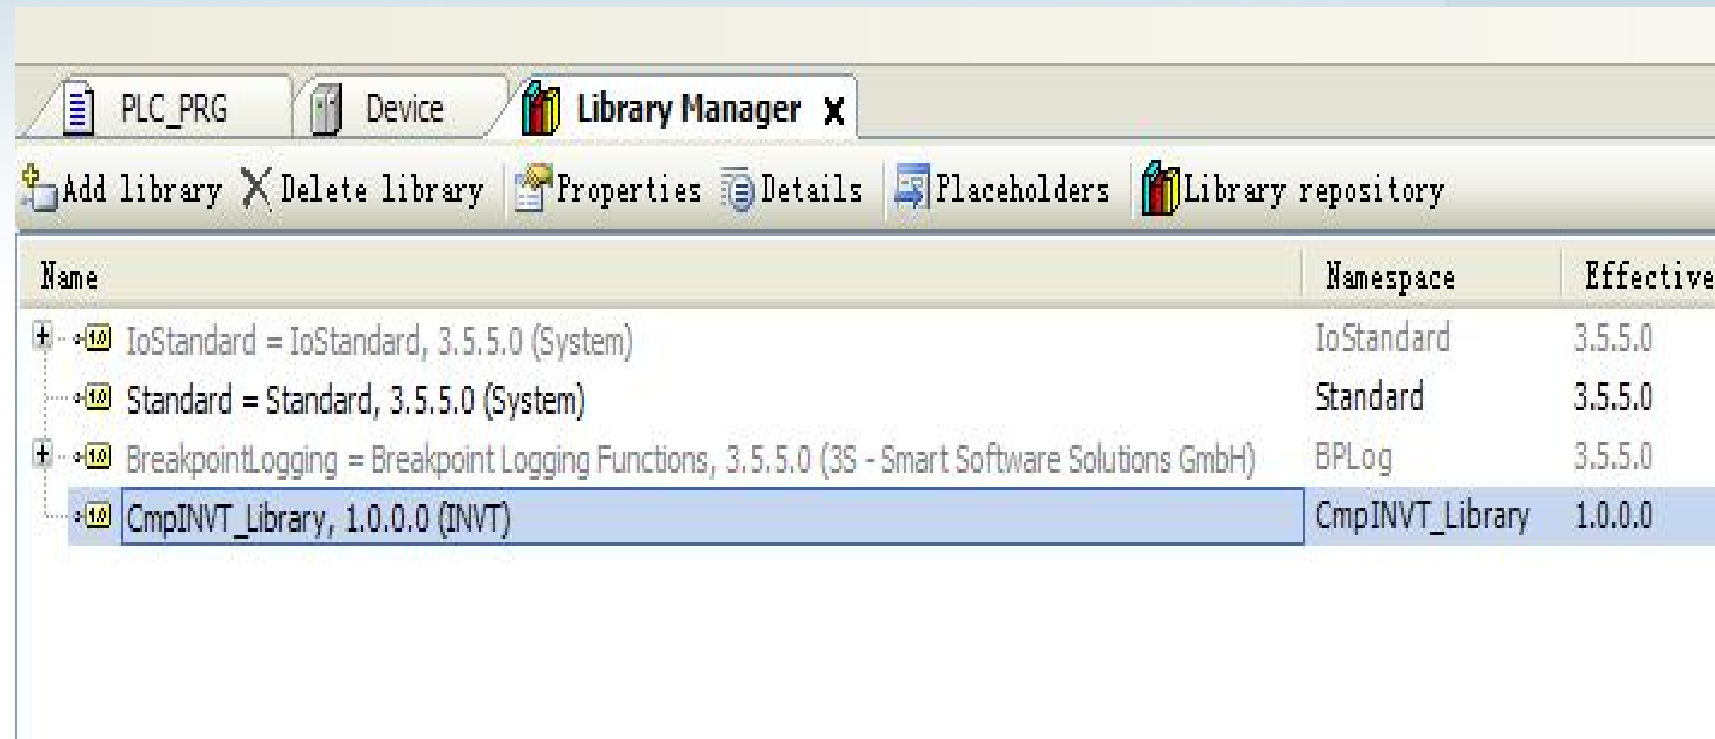 PLC_PRG Device Library Manager x
Add library Delete library Properties Details Placeholders Library repository
Name Namespace Effective
IoStandard = IoStandard, 3.5.5.0 (System) IoStandard 3.5.5.0
Standard = Standard, 3.5.5.0 (System) Standard 3.5.5.0
BreakpointLogging = Breakpoint Logging Functions, 3.5.5.0 (3S - Smart Software Solutions GmbH) BPLog 3.5.5.0
CmpINVT_Library, 1.0.0.0 (INVT) CmpINVT_Library 1.0.0.0